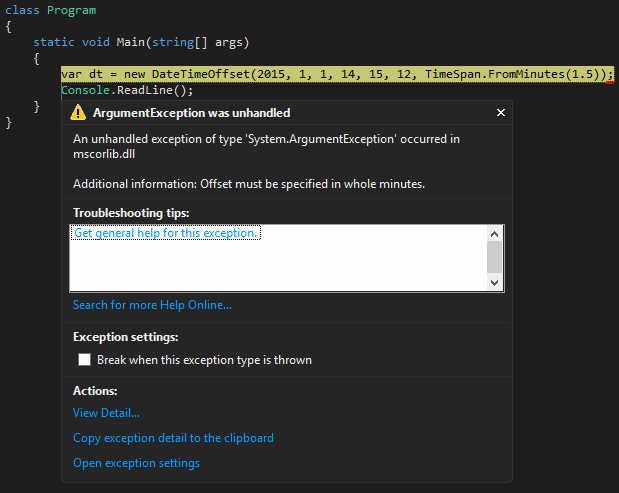 class Program
{
static void Main(string[] args)
{
var dt = new DateTimeOffset(2015, 1, 1, 14, 15, 12, TimeSpan.FromMinutes(1.5));
Console.ReadLine();
}
}
ArgumentException was unhandled
An unhandled exception of type 'System.ArgumentException' occurred in
mscorlib.dll
Additional information: Offset must be specified in whole minutes.
Troubleshooting tips:
Get general help for this exception.
Search for more Help Online...
Exception settings:
Break when this exception type is thrown
Actions:
View Detail...
Copy exception detail to the clipboard
Open exception settings